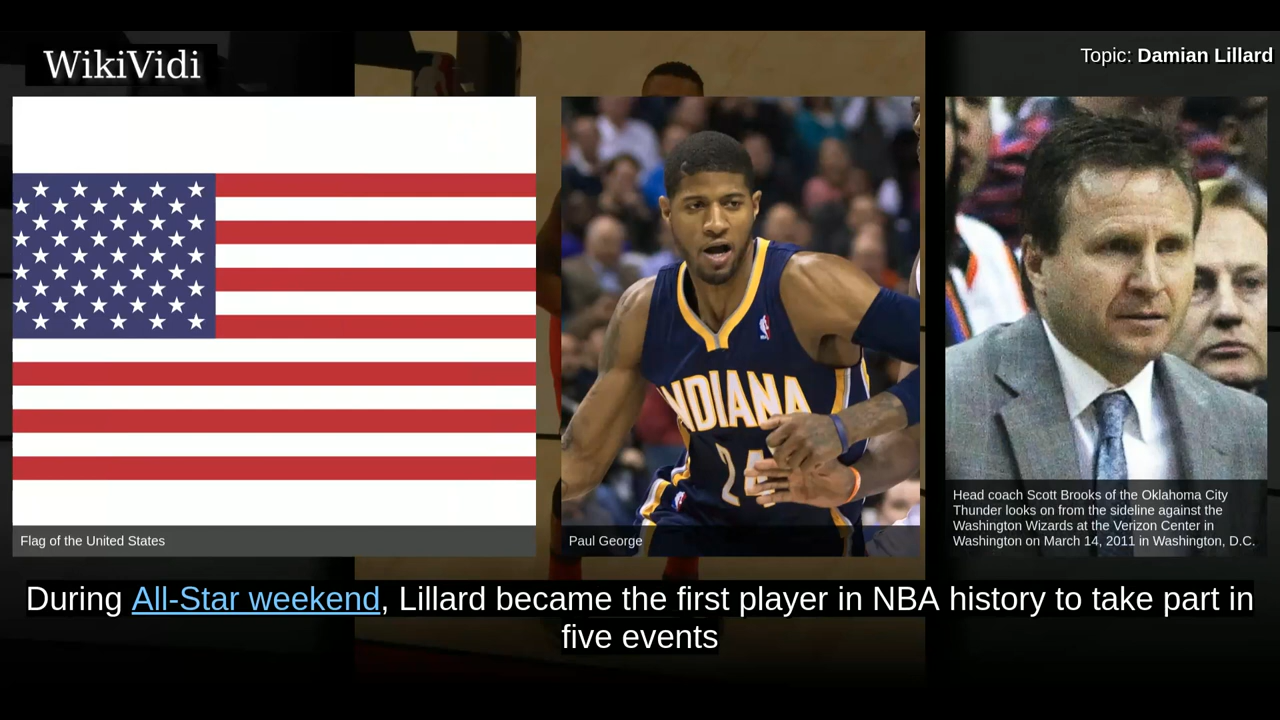 WikiVidi
Topic: Damian Lillard
INDIANA
24
Flag of the United States
Paul George
Head coach Scott Brooks of the Oklahoma City
Thunder looks on from the sideline against the
Washington Wizards at the Verizon Center in
Washington on March 14, 2011 in Washington, D.C.
During All-Star weekend, Lillard became the first player in NBA history to take part in
five events